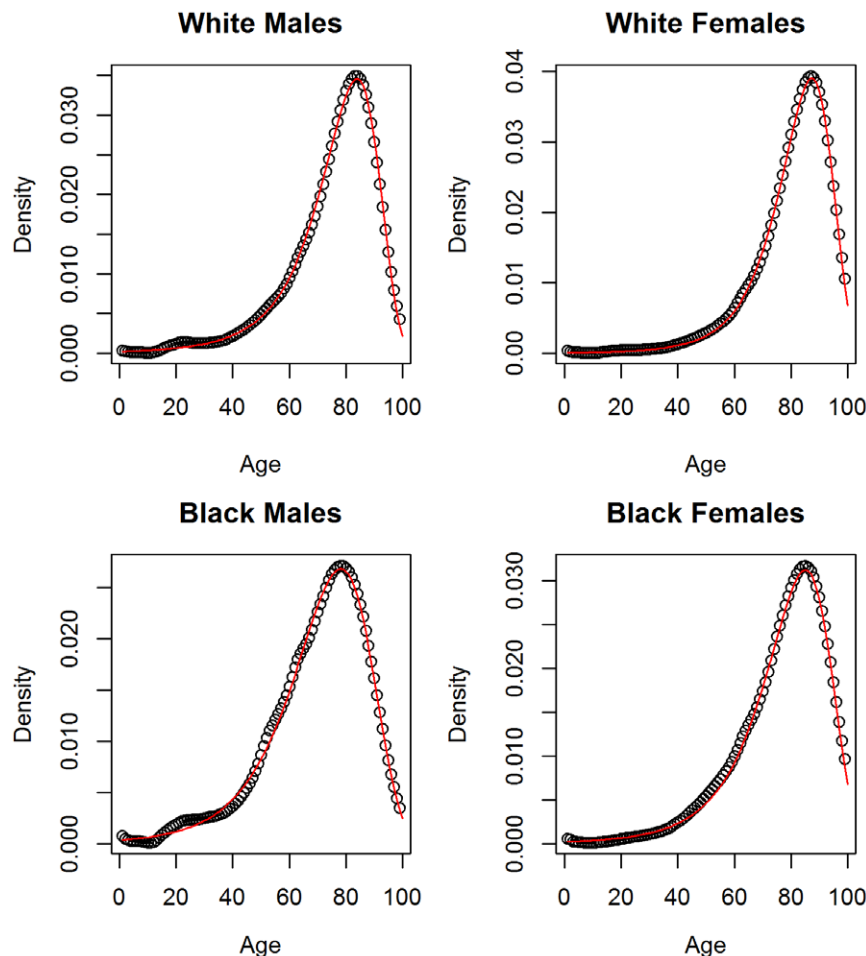 White Males
White Females
Density
0.000 0.010 0.020 0.030
0 20 40 60 80 100
Age
Density
0.00 0.01 0.02 0.03 0.04
0 20 40 60 80 100
Age
Black Males
Black Females
Density
0.000 0.010 0.020
0 20 40 60 80 100
Age
Density
0.000 0.010 0.020 0.030
0 20 40 60 80 100
Age